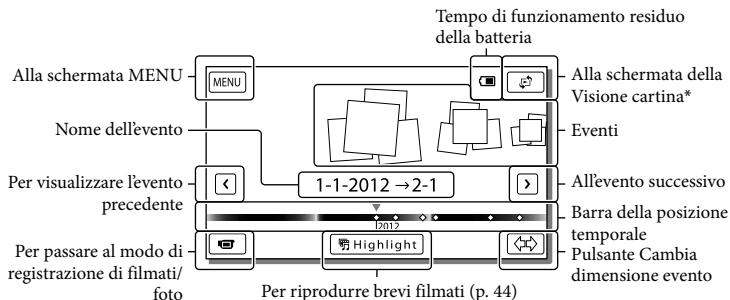 Tempo di funzionamento residuo
della batteria
Alla schermata MENU
MENU
Alla schermata della
Visione cartina*
Nome dell'evento
Eventi
Per visualizzare l'evento
precedente
1-1-2012 →2-1
All'evento successivo
2012
Barra della posizione
temporale
Per passare al modo di
registrazione di filmati/
foto
Highlight
Pulsante Cambia
dimensione evento
Per riprodurre brevi filmati (p. 44)